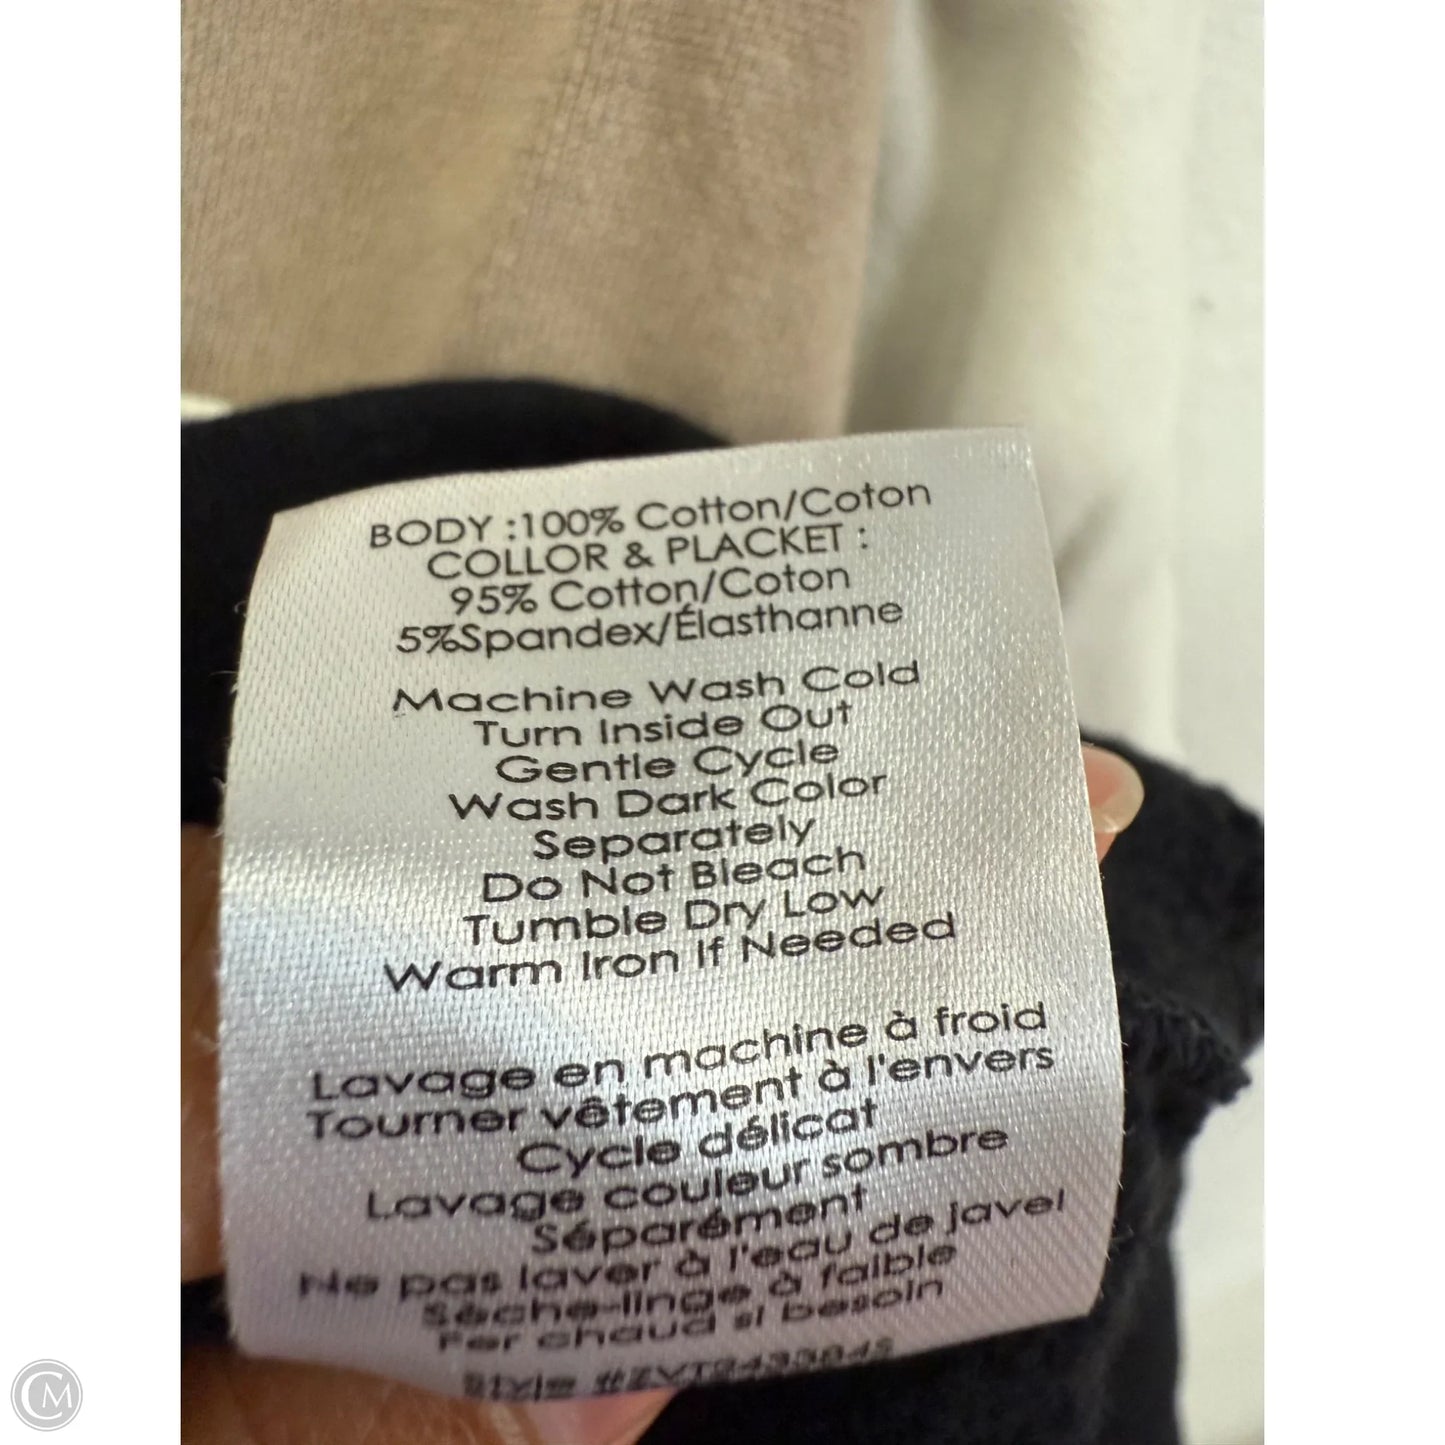 BODY :100% Cotton/Coton
COLLOR & PLACKET :
95% Cotton/Coton
5%Spandex/Élasthanne
Machine Wash Cold
Turn Inside Out
Gentle Cycle
Wash Dark Color
Separately
Do Not Bleach
Tumble Dry Low
Warm Iron If Needed
Lavage en machine à froid
Tourner vêtement à l'envers
Cycle délicat
Lavage couleur sombre
Séparément
Ne pas laver à l'eau de javel
Sèche-linge à faible
Fer chaud si besoin
Style #ZVT2433845
CM